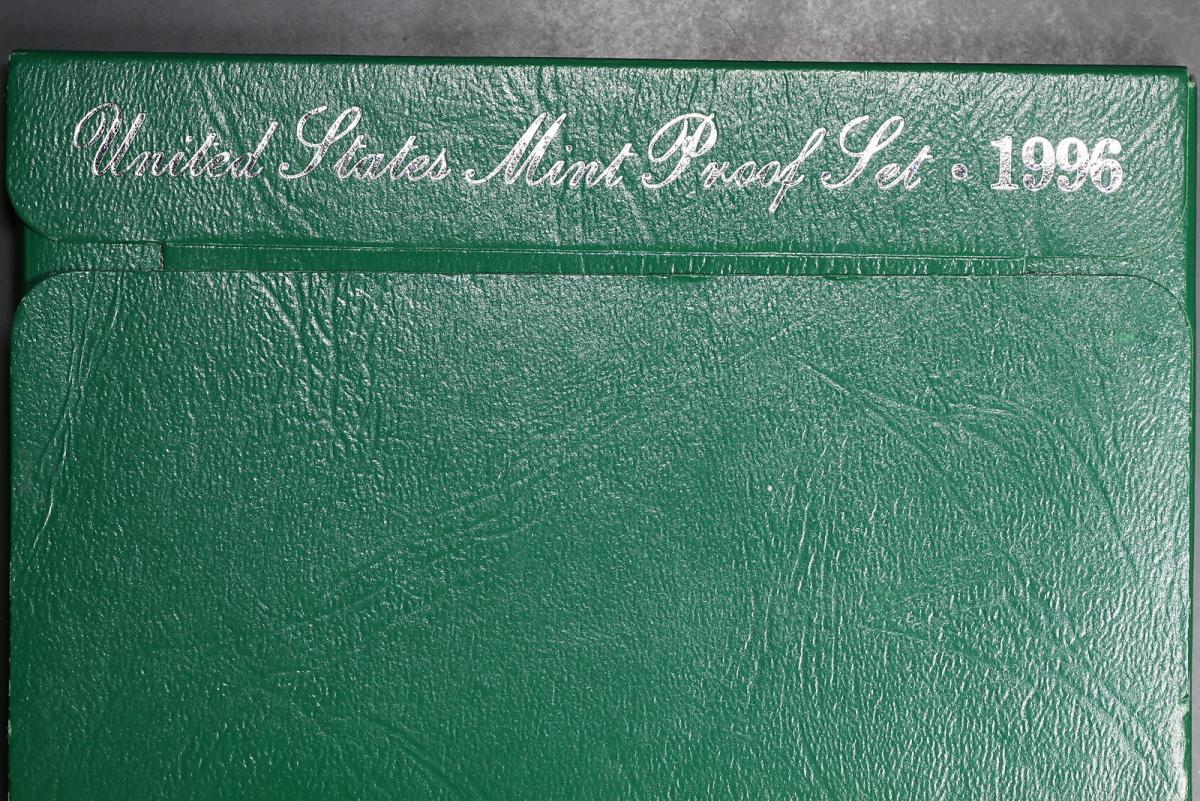 United States Mint Proof Set • 1996